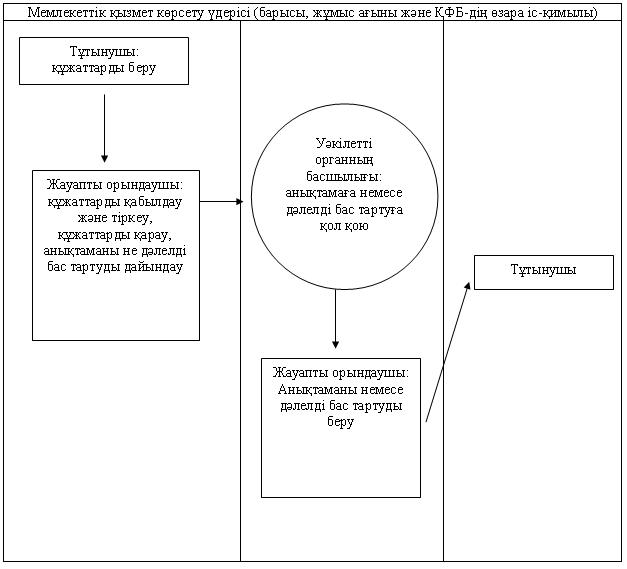 Мемлекеттік қызмет көрсету үдерісі (барысы, жұмыс ағыны және КФБ-дің өзара іс-қимылы)
Тұтынушы:
құжаттарды беру
Жауапты орындаушы:
құжаттарды қабылдау
және тіркеу,
құжаттарды қарау,
анықтаманы не дәлелді
бас тартуды дайындау
Уәкілетті
органның
басшылығы:
анықтамаға немесе
дәлелді бас тартуға
қол қою
Жауапты орындаушы:
Анықтаманы немесе
дәлелді бас тартуды
беру
Тұтынушы